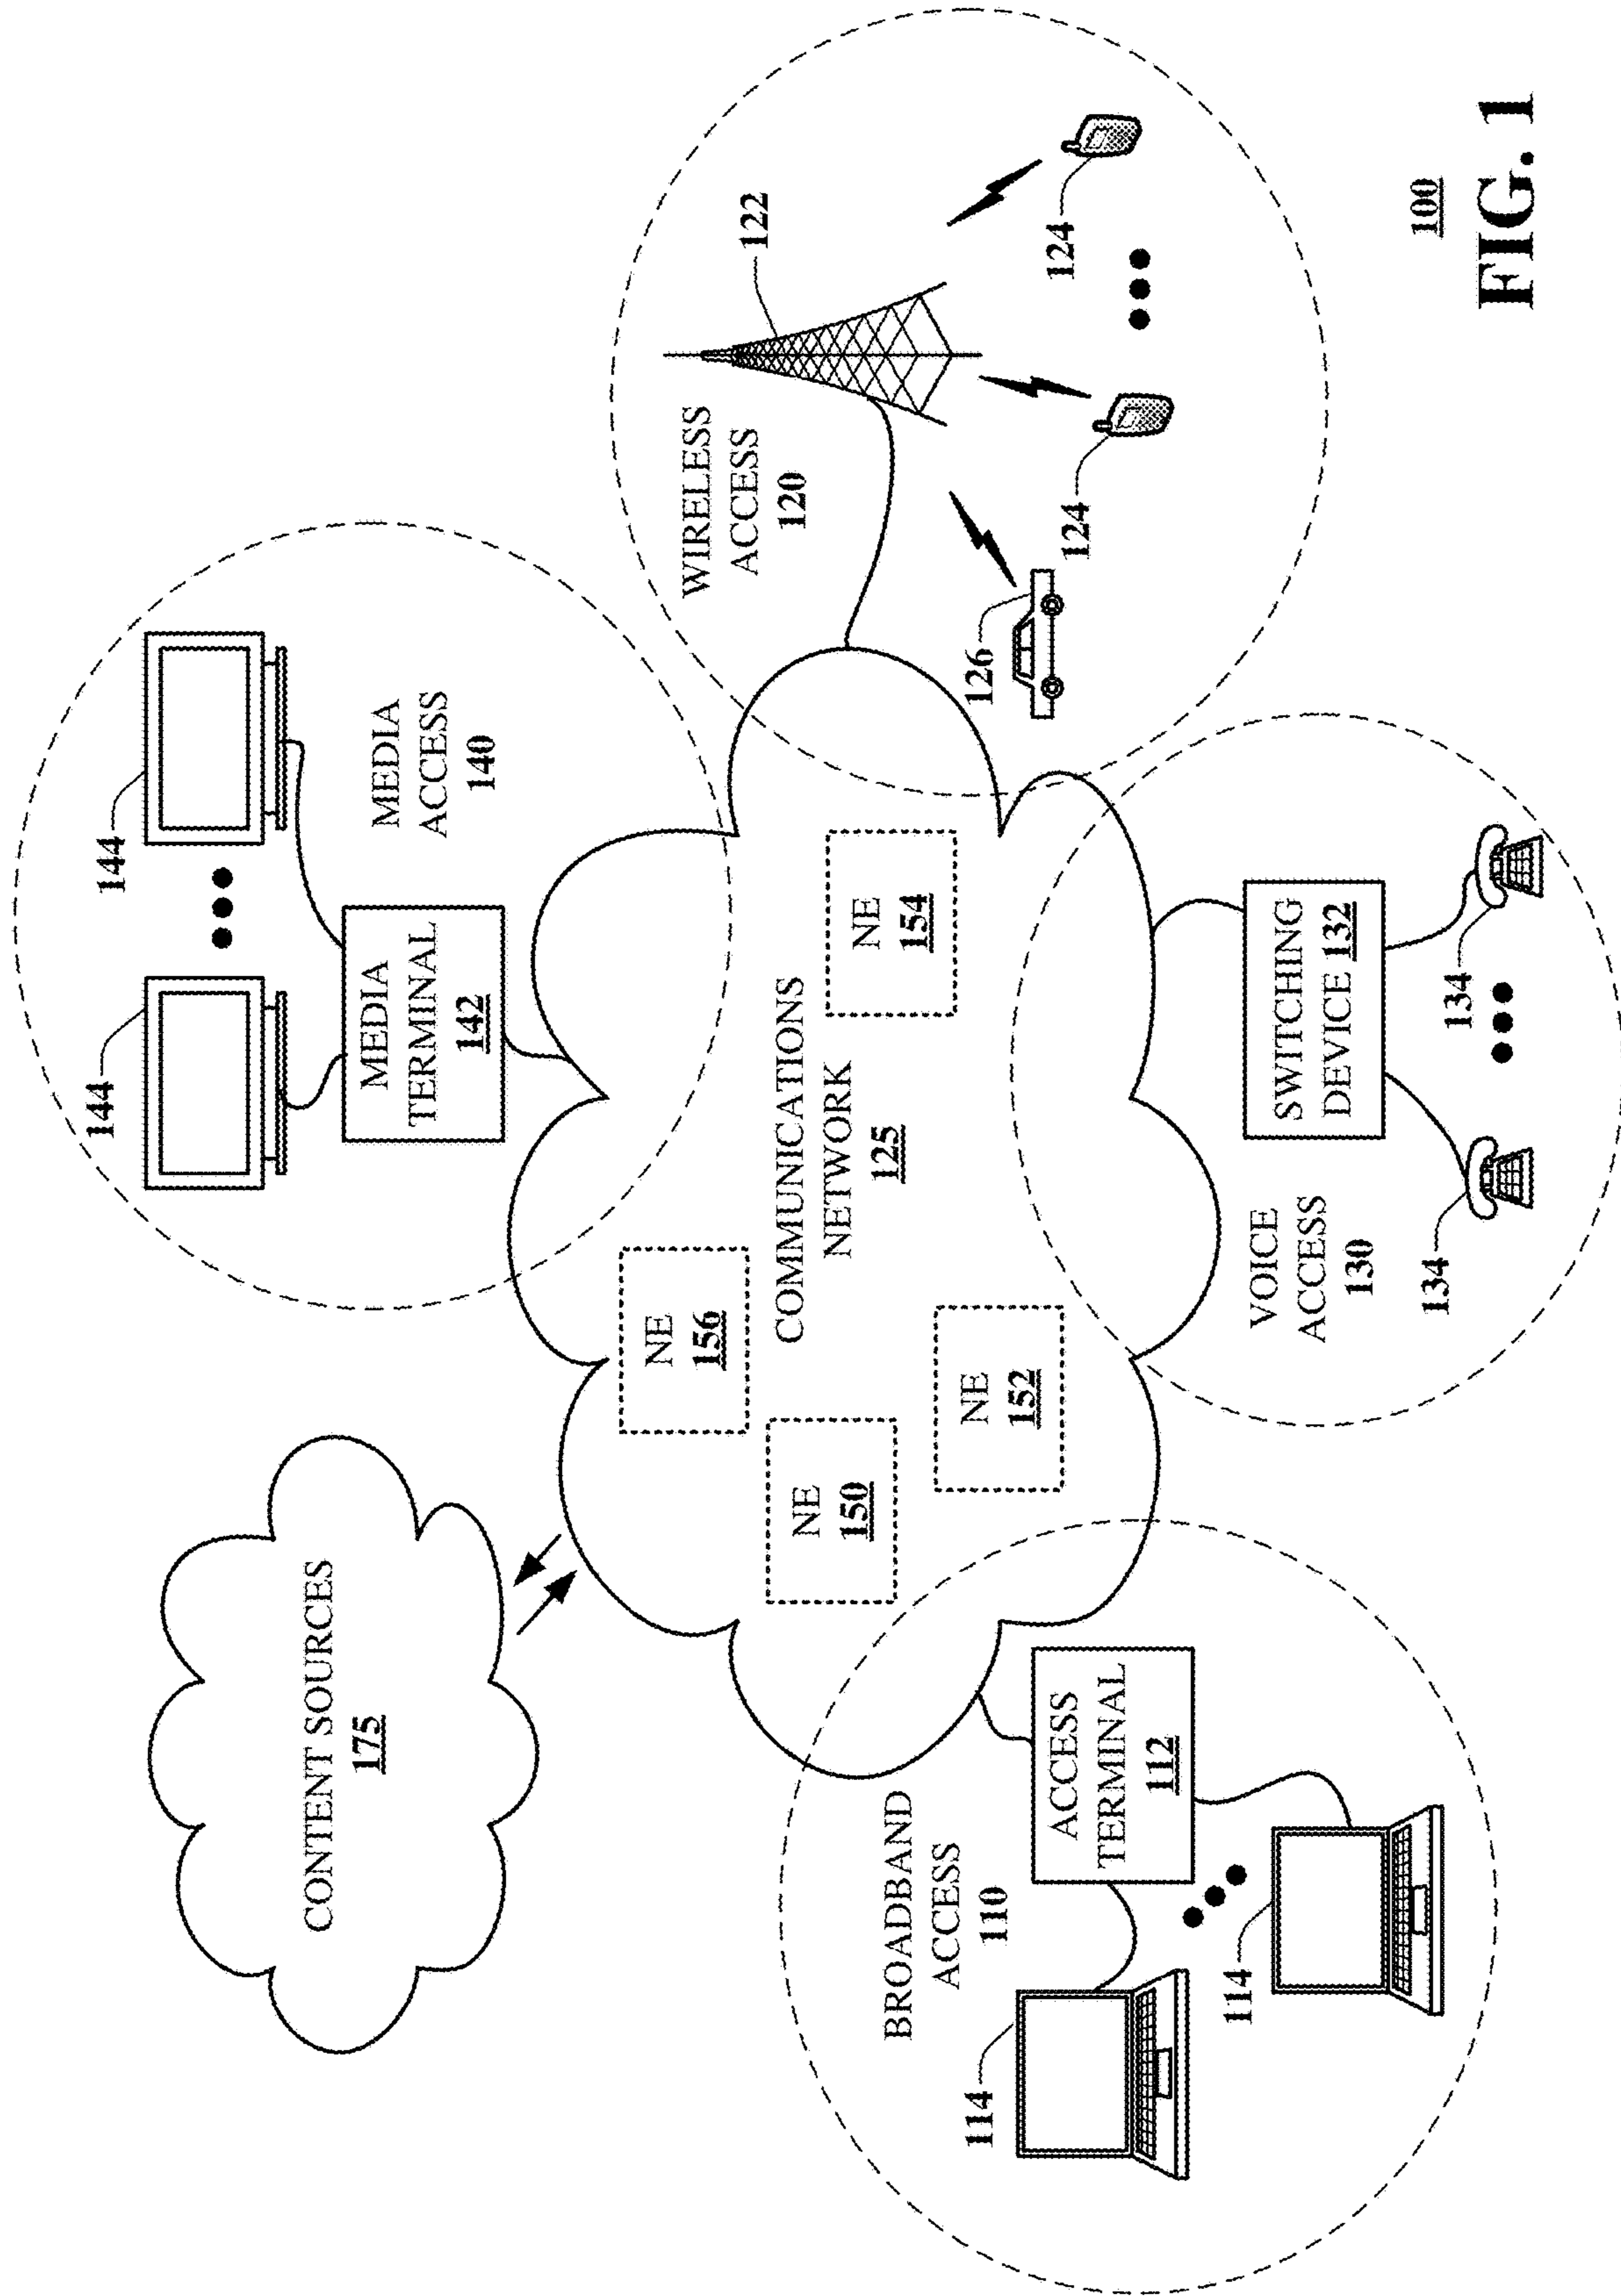 CONTENT SOURCES
175
144
144
MEDIA
TERMINAL
142
MEDIA
ACCESS
140
WIRELESS
ACCESS
120
122
124
124
126
NE
156
NE
150
NE
152
NE
154
COMMUNICATIONS
NETWORK
125
BROADBAND
ACCESS
110
ACCESS
TERMINAL
112
114
114
VOICE
ACCESS
130
SWITCHING
DEVICE 132
134
134
100
FIG. 1